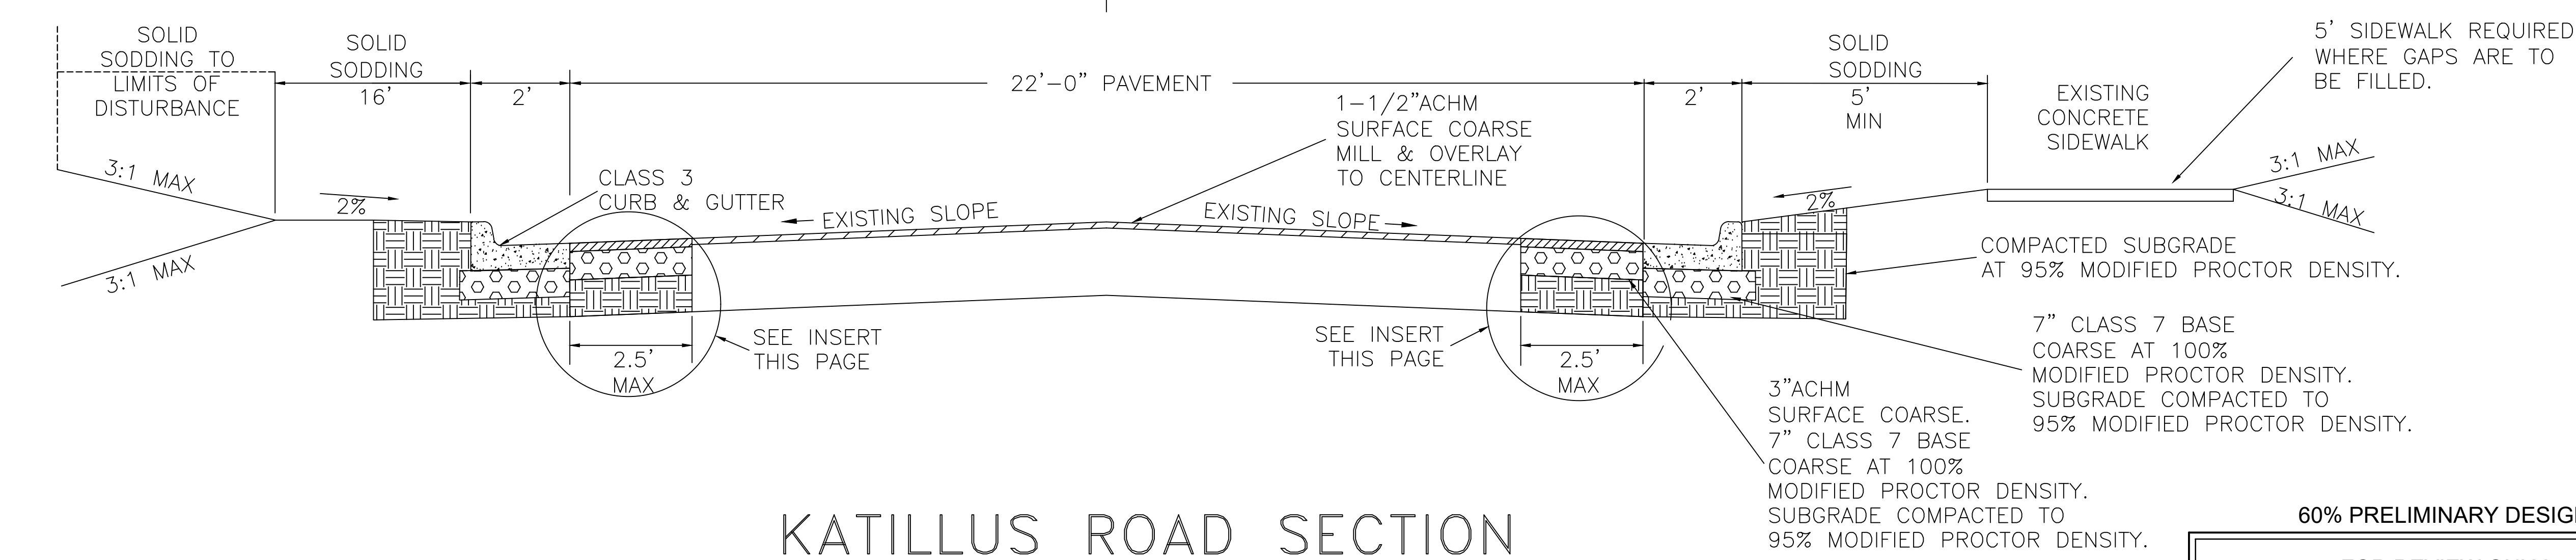 SOLID
SODDING TO
LIMITS OF
DISTURBANCE
SOLID
SODDING
16'
2'
22'-0" PAVEMENT
2'
SOLID
SODDING
5'
MIN
EXISTING
CONCRETE
SIDEWALK
5' SIDEWALK REQUIRED
WHERE GAPS ARE TO
BE FILLED.
1-1/2"ACHM
SURFACE COARSE
MILL & OVERLAY
TO CENTERLINE
3:1 MAX
3:1 MAX
2%
CLASS 3
CURB & GUTTER
EXISTING SLOPE
EXISTING SLOPE
2%
3:1 MAX
3:1 MAX
COMPACTED SUBGRADE
AT 95% MODIFIED PROCTOR DENSITY.
SEE INSERT
THIS PAGE
2.5'
MAX
SEE INSERT
THIS PAGE
2.5'
MAX
7" CLASS 7 BASE
COARSE AT 100%
MODIFIED PROCTOR DENSITY.
SUBGRADE COMPACTED TO
95% MODIFIED PROCTOR DENSITY.
3"ACHM
SURFACE COARSE.
7" CLASS 7 BASE
COARSE AT 100%
MODIFIED PROCTOR DENSITY.
SUBGRADE COMPACTED TO
95% MODIFIED PROCTOR DENSITY.
KATILLUS ROAD SECTION
60% PRELIMINARY DESIG